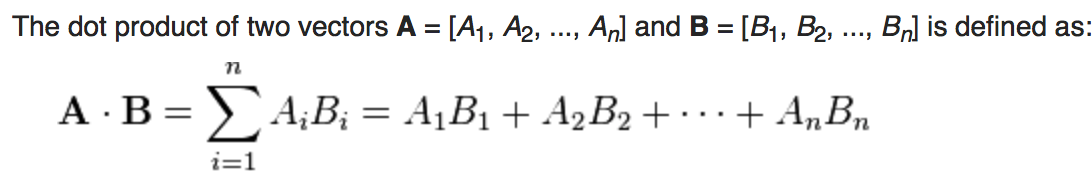 The dot product of two vectors A = [A₁, A₂, ..., Aₙ] and B = [B₁, B₂, ..., Bₙ] is defined as:
A · B = ∑ᵢ₌₁ⁿ AᵢBᵢ = A₁B₁ + A₂B₂ + ··· + AₙBₙ